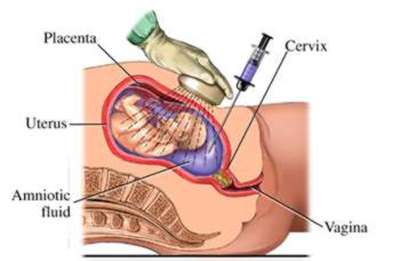 Placenta
Cervix
Uterus
Amniotic
fluid
Vagina